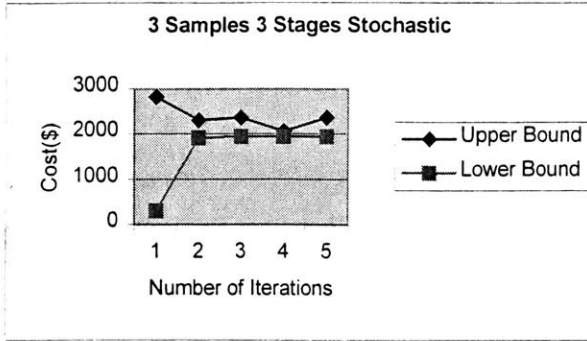 3 Samples 3 Stages Stochastic
3000
2000
1000
0
Cost($)
1 2 3 4 5
Number of Iterations
Upper Bound
Lower Bound